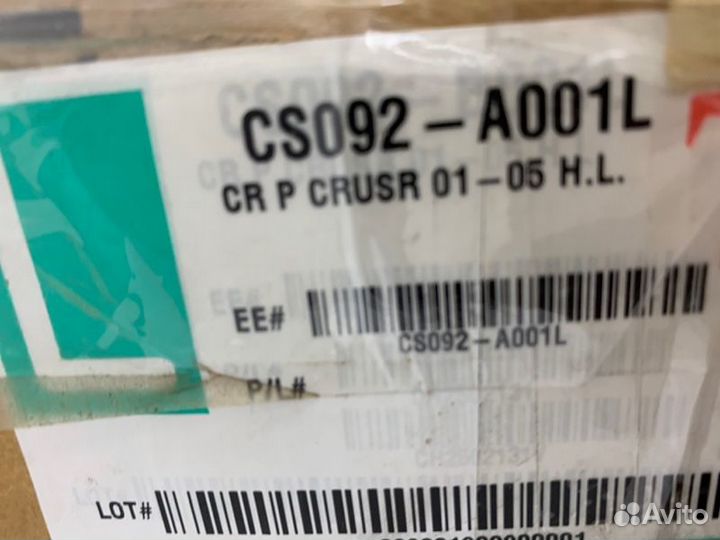 CS092-A001L
CR P CRUSR 01-05 H.L.
EE#
CS092-A001L
P/L#
LOT#
Avito